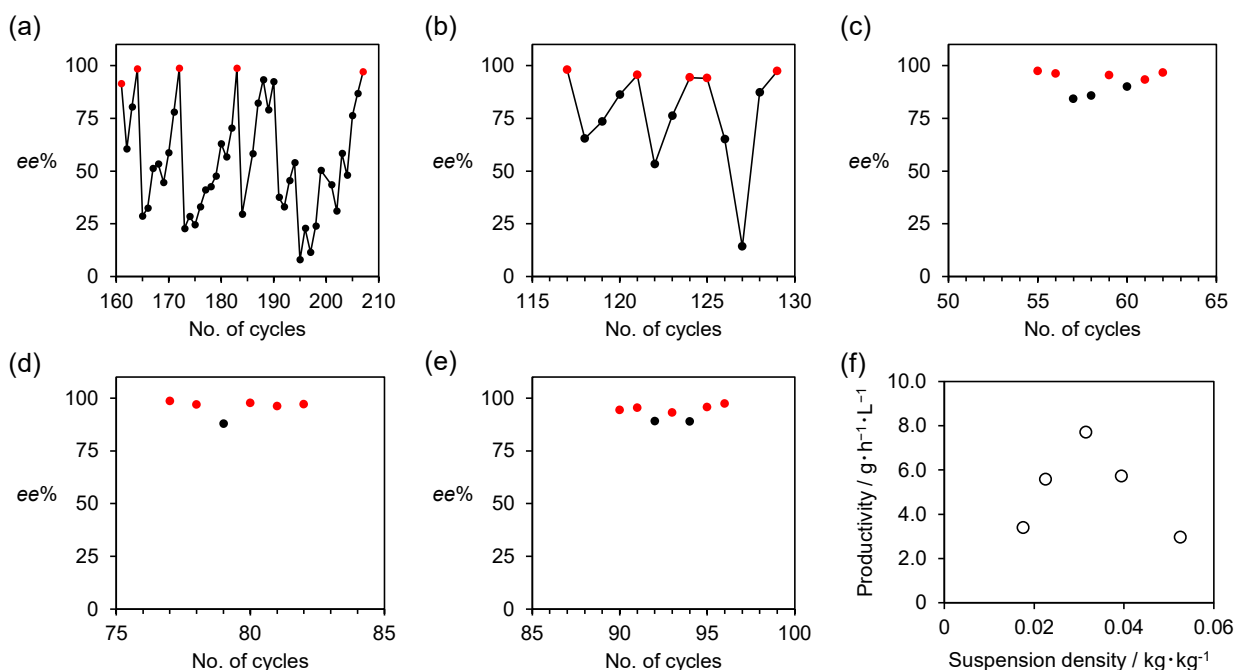 (a)
ee%
100
75
50
25
0
160 170 180 190 200 210
No. of cycles
(b)
ee%
100
75
50
25
0
115 120 125 130
No. of cycles
(c)
ee%
100
75
50
25
0
50 55 60 65
No. of cycles
(d)
ee%
100
75
50
25
0
75 80 85
No. of cycles
(e)
ee%
100
75
50
25
0
85 90 95 100
No. of cycles
(f)
Productivity / g·h⁻¹·L⁻¹
10.0
8.0
6.0
4.0
2.0
0 0.02 0.04 0.06
Suspension density / kg·kg⁻¹